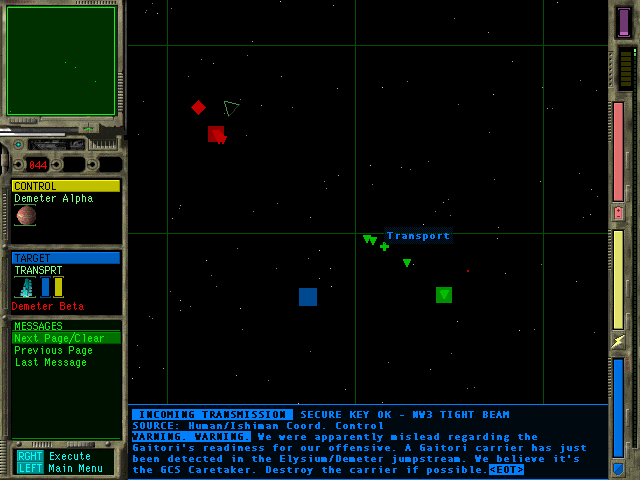 044
CONTROL
Demeter Alpha
TARGET
TRANSPRT
Demeter Beta
MESSAGES
Next Page/Clear
Previous Page
Last Message
RGHT Execute
LEFT Main Menu
Transport
INCOMING TRANSMISSION SECURE KEY OK - NW3 TIGHT BEAM
SOURCE: Human/Ishiman Coord. Control
WARNING, WARNING. We were apparently mislead regarding the
Gaitori's readiness for our offensive. A Gaitori carrier has just
been detected in the Elysium/Demeter jumpstream. We believe it's
the GCS Caretaker. Destroy the carrier if possible.<EOT>